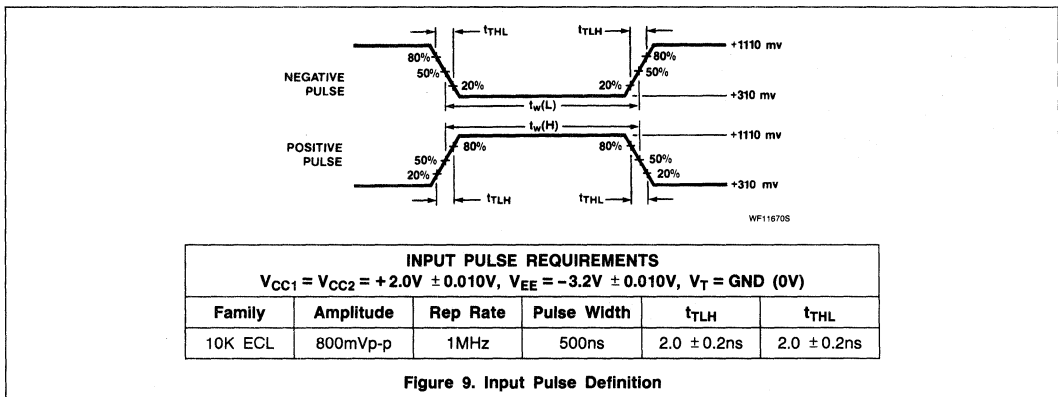 tTHL
tTLH
+1110 mv
80%
80%
50%
50%
NEGATIVE
PULSE
20%
20%
+310 mv
tw(L)
tw(H)
+1110 mv
POSITIVE
PULSE
80%
80%
50%
50%
20%
20%
+310 mv
tTLH
tTHL
WF11670S
INPUT PULSE REQUIREMENTS
VCC1 = VCC2 = +2.0V ±0.010V, VEE = −3.2V ±0.010V, VT = GND (0V)
Family Amplitude Rep Rate Pulse Width tTLH tTHL
10K ECL 800mVp-p 1MHz 500ns 2.0 ±0.2ns 2.0 ±0.2ns
Figure 9. Input Pulse Definition